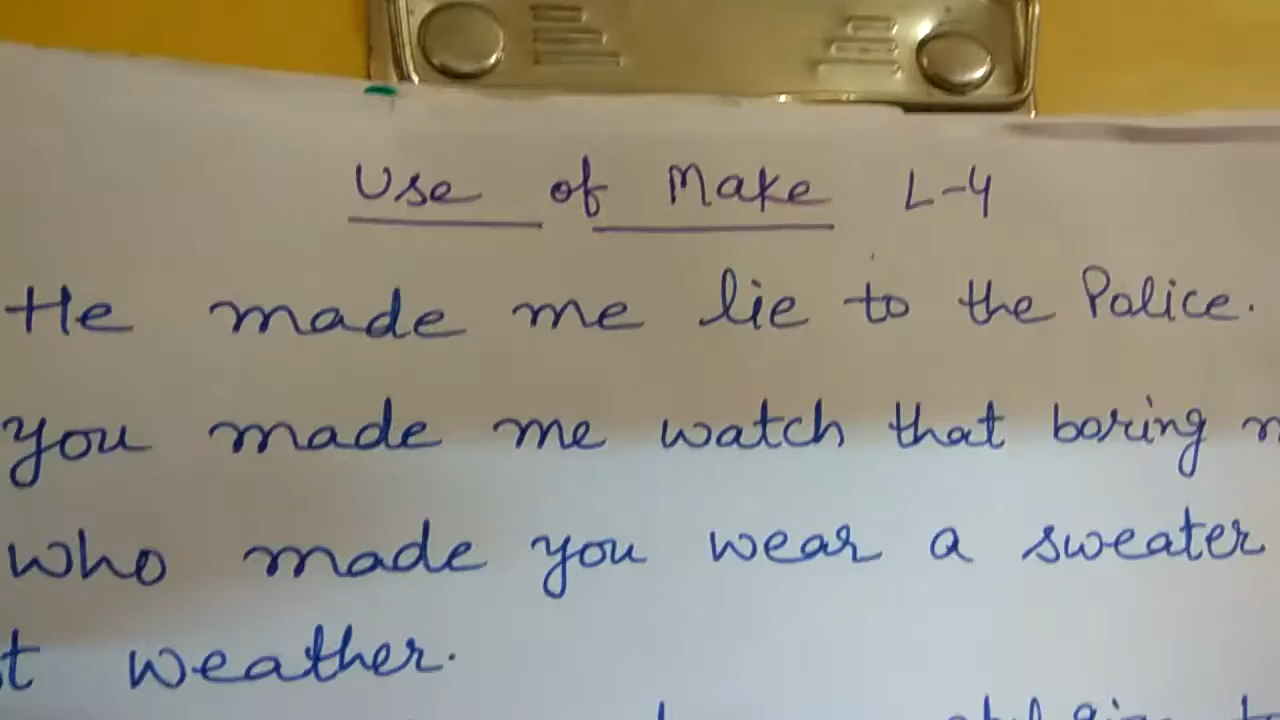 Use of Make L-4
He made me lie to the Police.
you made me watch that boring
who made you wear a sweater
t weather.